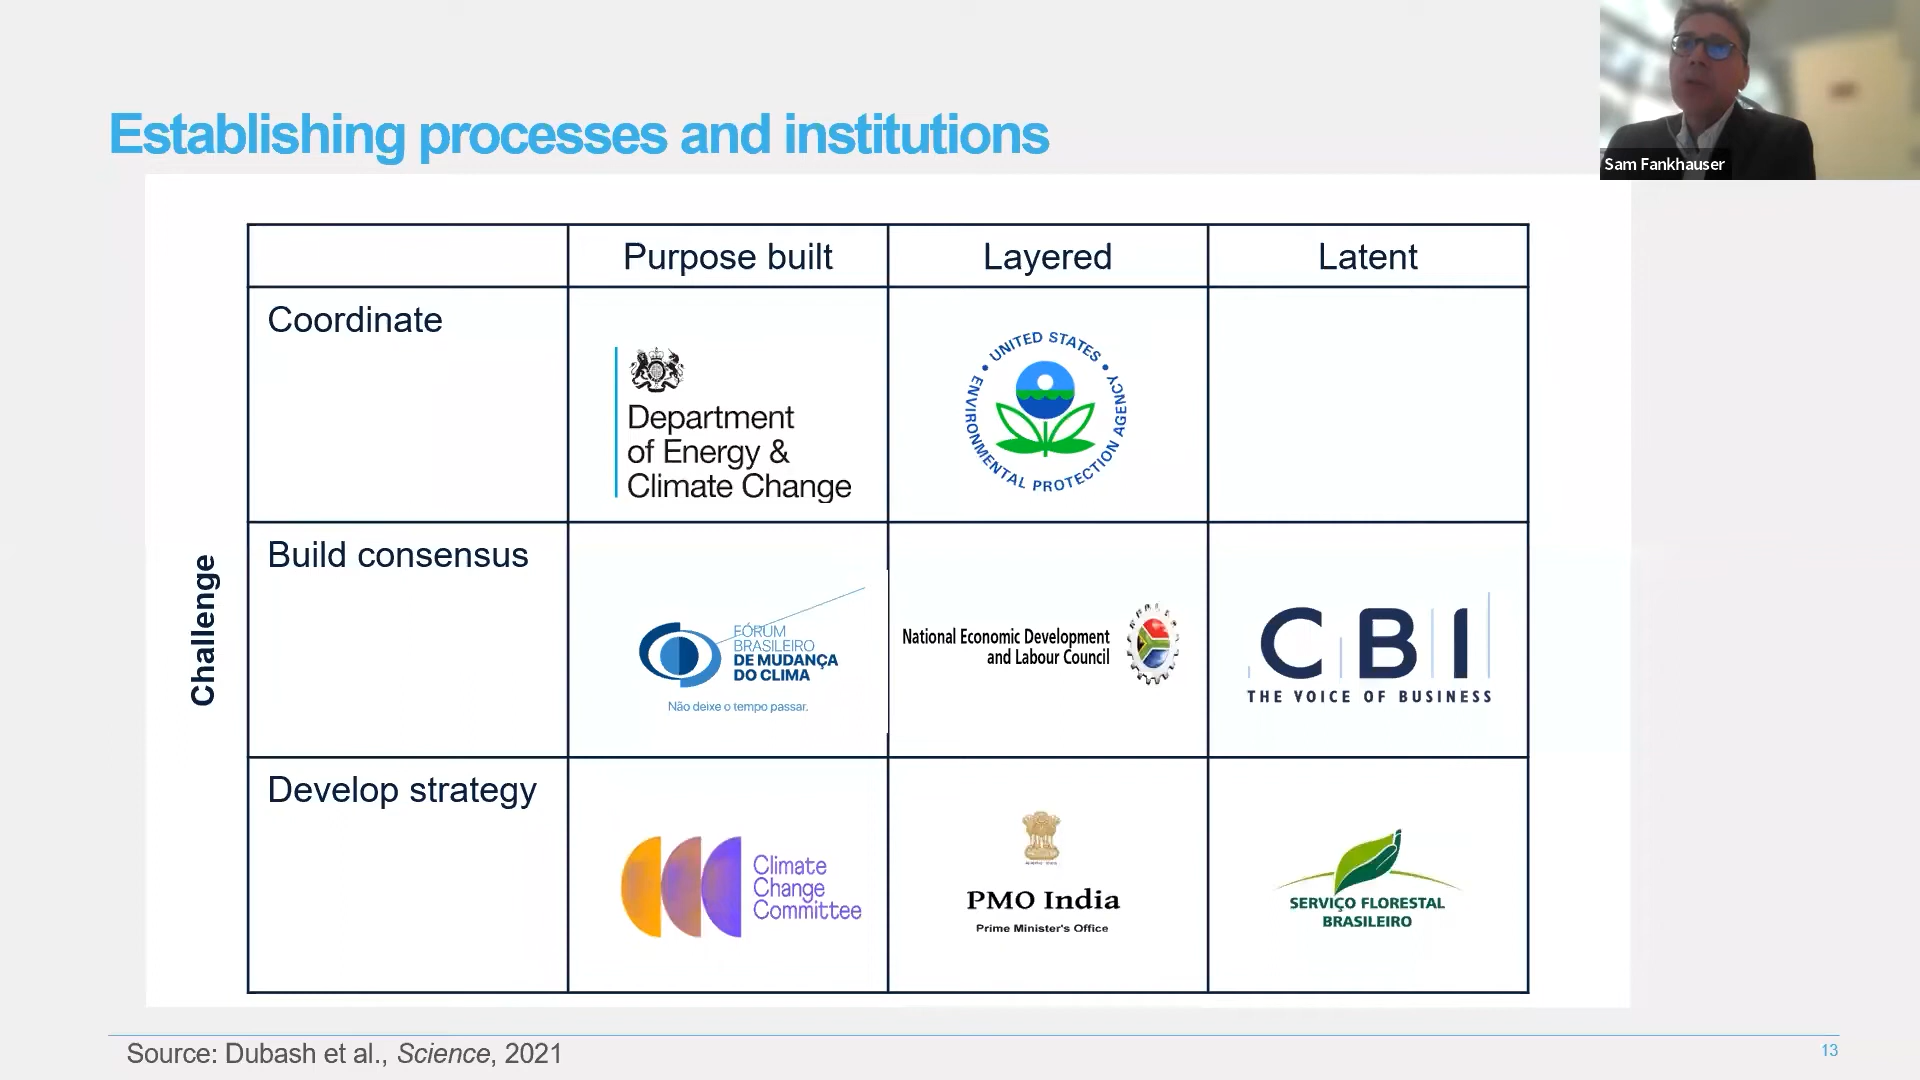 Establishing processes and institutions
Sam Fankhauser
Purpose built
Layered
Latent
Challenge
Coordinate
Department
of Energy &
Climate Change
UNITED STATES
ENVIRONMENTAL PROTECTION AGENCY
Build consensus
FÓRUM
BRASILEIRO
DE MUDANÇA
DO CLIMA
Não deixe o tempo passar.
National Economic Development
and Labour Council
CBI
THE VOICE OF BUSINESS
Develop strategy
Climate
Change
Committee
PMO India
Prime Minister's Office
SERVIÇO FLORESTAL
BRASILEIRO
Source: Dubash et al., Science, 2021
13